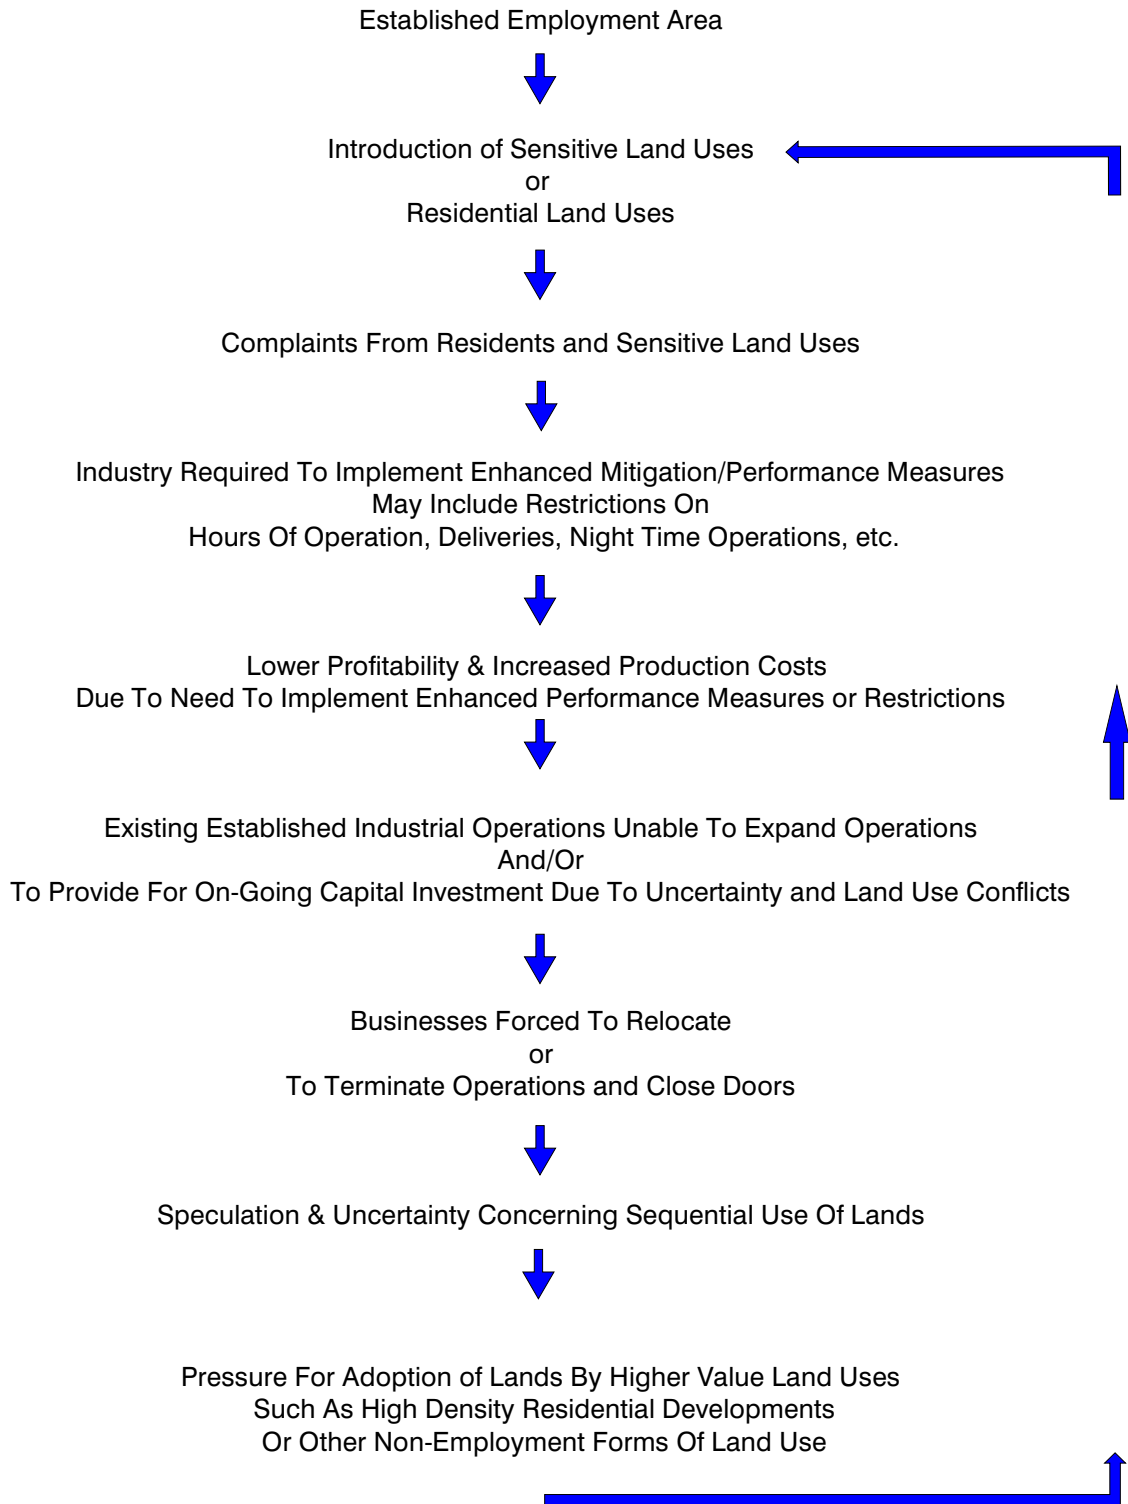 Established Employment Area
Introduction of Sensitive Land Uses
or
Residential Land Uses
Complaints From Residents and Sensitive Land Uses
Industry Required To Implement Enhanced Mitigation/Performance Measures
May Include Restrictions On
Hours Of Operation, Deliveries, Night Time Operations, etc.
Lower Profitability & Increased Production Costs
Due To Need To Implement Enhanced Performance Measures or Restrictions
Existing Established Industrial Operations Unable To Expand Operations
And/Or
To Provide For On-Going Capital Investment Due To Uncertainty and Land Use Conflicts
Businesses Forced To Relocate
or
To Terminate Operations and Close Doors
Speculation & Uncertainty Concerning Sequential Use Of Lands
Pressure For Adoption of Lands By Higher Value Land Uses
Such As High Density Residential Developments
Or Other Non-Employment Forms Of Land Use